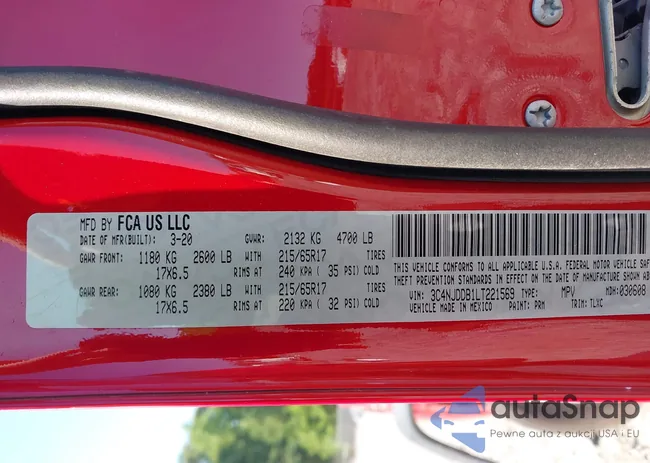 MFD BY FCA US LLC
DATE OF MFR(BUILT): 3-20 GVWR: 2132 KG 4700 LB
GAWR FRONT: 1180 KG 2600 LB WITH 215/65R17 TIRES
17X6.5 RIMS AT 240 KPA( 35 PSI) COLD
GAWR REAR: 1080 KG 2380 LB WITH 215/65R17 TIRES
17X6.5 RIMS AT 220 KPA( 32 PSI) COLD
THIS VEHICLE CONFORMS TO ALL APPLICABLE U.S.A. FEDERAL MOTOR VEHICLE SAFE
THEFT PREVENTION STANDARDS IN EFFECT ON THE DATE OF MANUFACTURE SHOWN
VIN: 3C4NJDDB1LT221569 TYPE: MPV MDH: 030608
VEHICLE MADE IN MEXICO PAINT: PRM TRIM: TLXC
autaSnap
Pewne auta z aukcji USA i EU